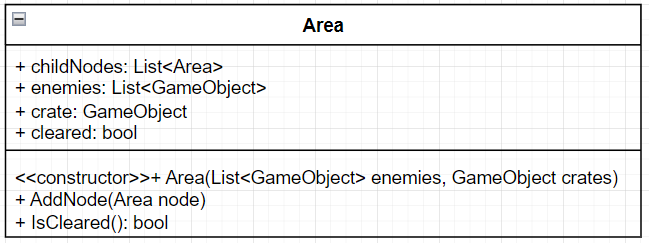 Area
+ childNodes: List<Area>
+ enemies: List<GameObject>
+ crate: GameObject
+ cleared: bool
<<constructor>>+ Area(List<GameObject> enemies, GameObject crates)
+ AddNode(Area node)
+ IsCleared(): bool